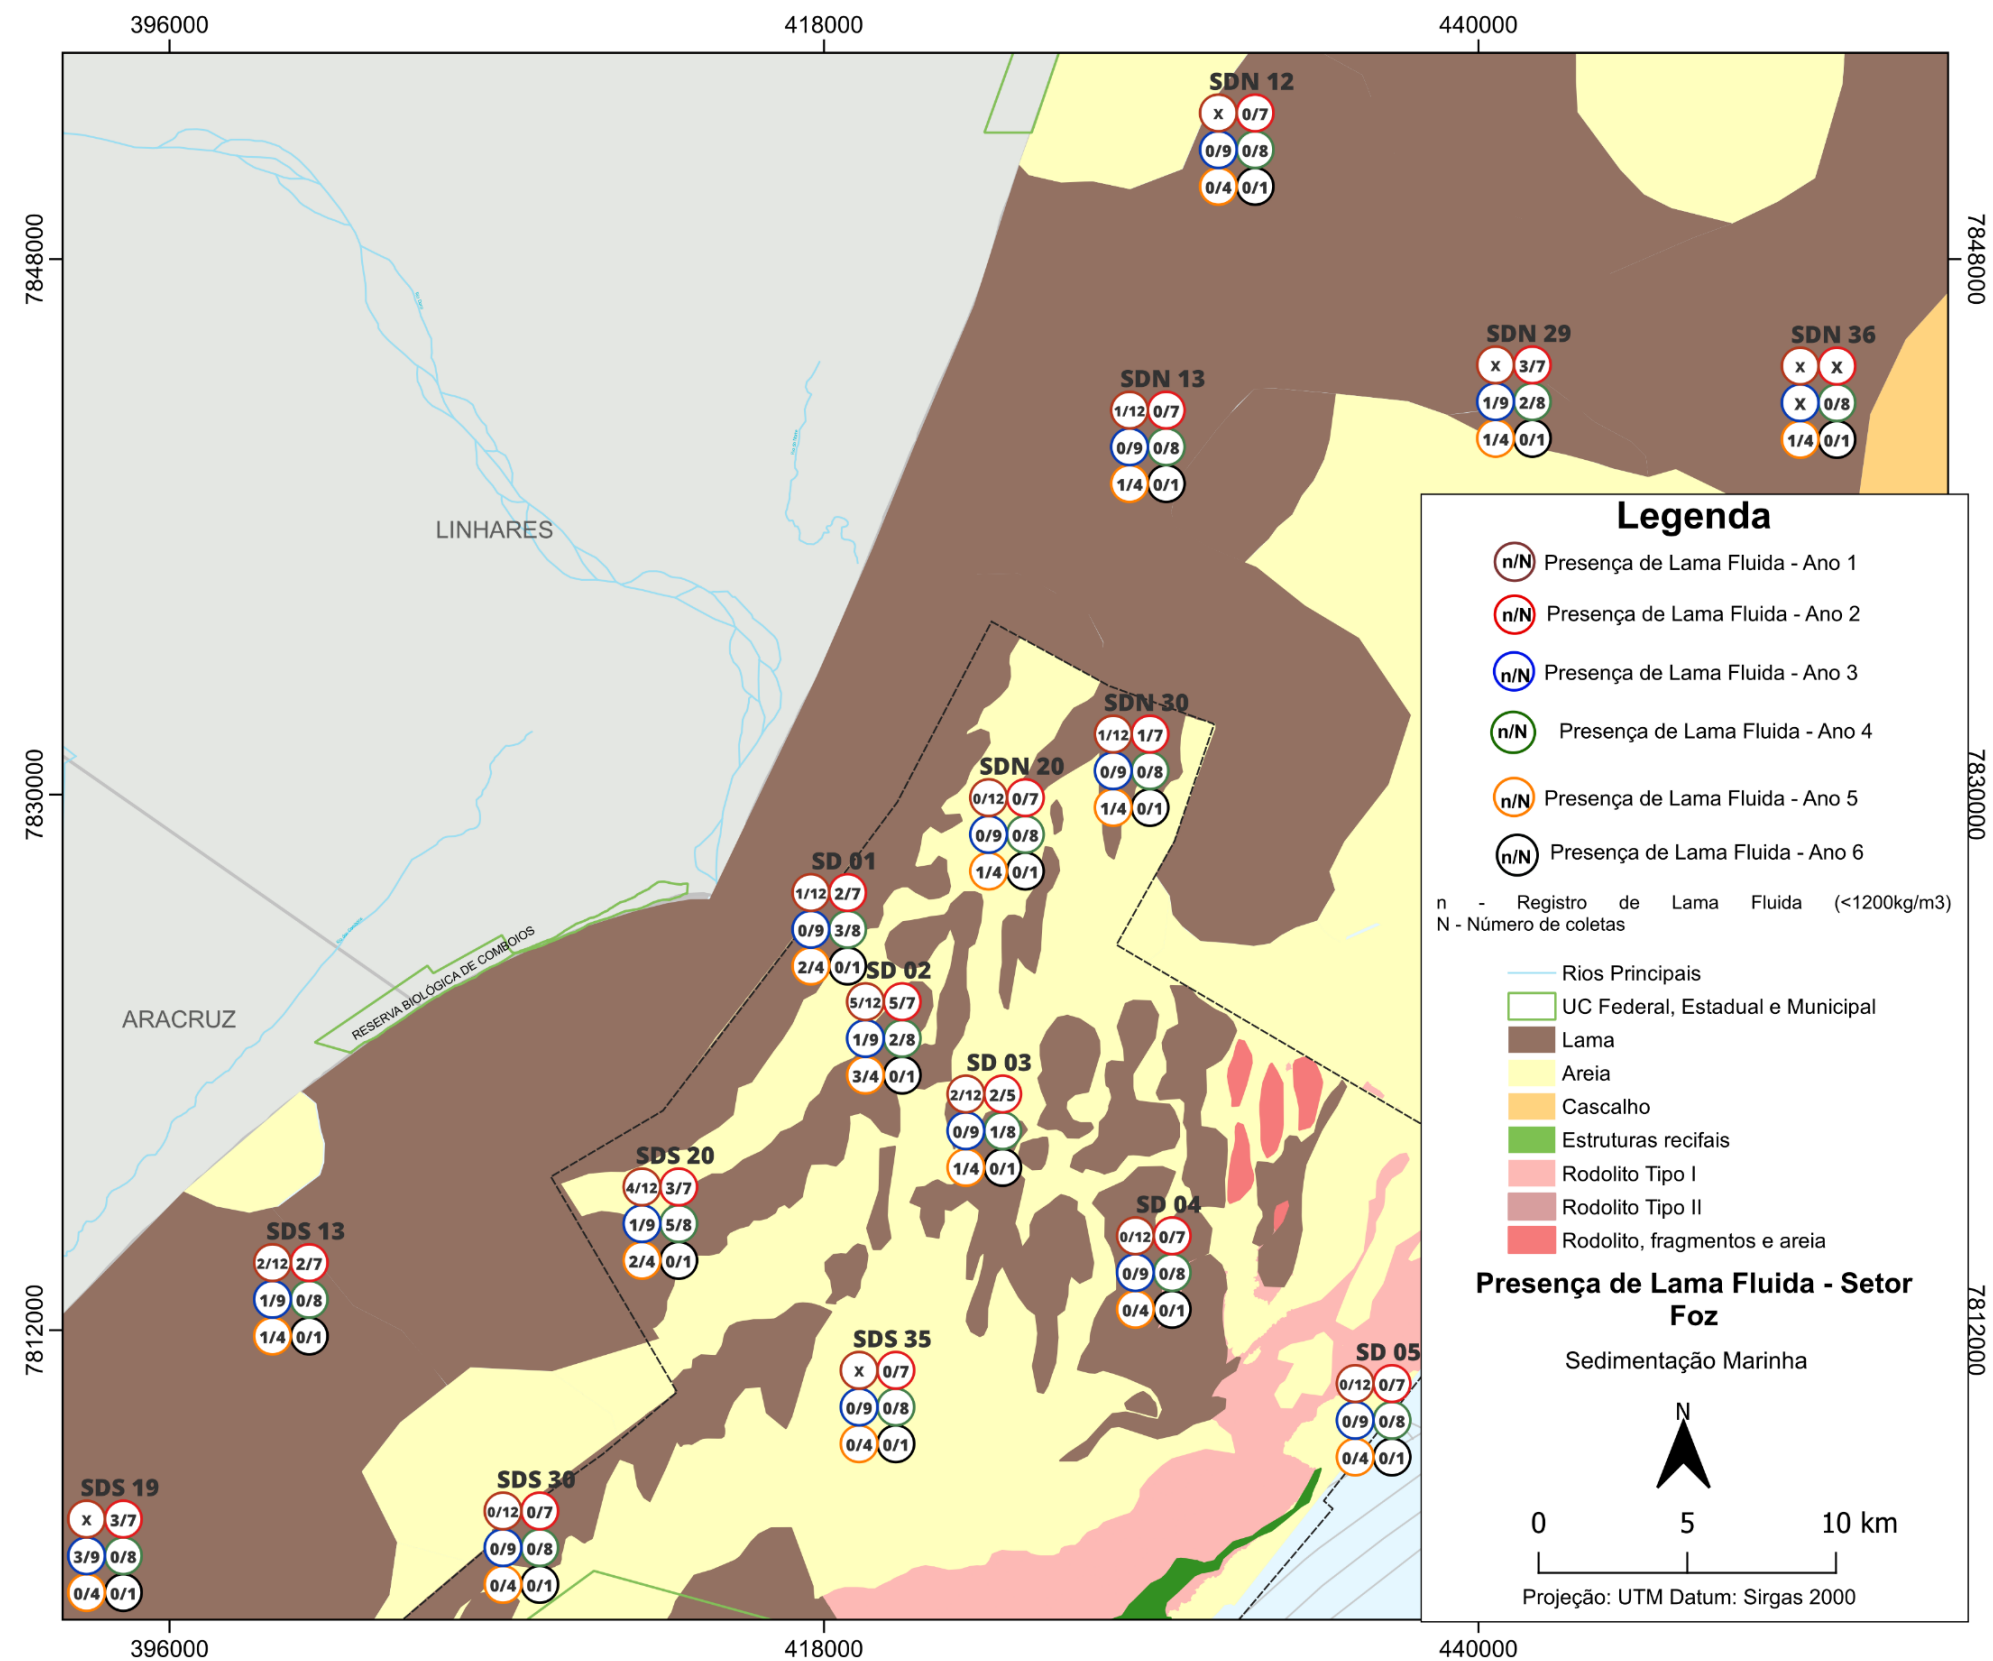 396000 418000 440000
SDN 12
x 0/7
0/9 0/8
0/4 0/1
7848000 7848000
SDN 29
x 3/7
1/9 2/8
1/4 0/1
SDN 36
x X
X 0/8
1/4 0/1
SDN 13
1/12 0/7
0/9 0/8
1/4 0/1
LINHARES
SDN 30
1/12 1/7
0/9 0/8
1/4 0/1
SDN 20
0/12 0/7
0/9 0/8
1/4 0/1
7830000 7830000
SD 01
1/12 2/7
0/9 3/8
2/4 0/1
RESERVA BIOLÓGICA DE COMBOIOS
SD 02
5/12 5/7
1/9 2/8
3/4 0/1
ARACRUZ
SD 03
2/12 2/5
0/9 1/8
1/4 0/1
SDS 20
4/12 3/7
1/9 5/8
2/4 0/1
SD 04
0/12 0/7
0/9 0/8
0/4 0/1
SDS 13
2/12 2/7
1/9 0/8
1/4 0/1
7812000 7812000
SDS 35
x 0/7
0/9 0/8
0/4 0/1
SD 05
0/12 0/7
0/9 0/8
0/4 0/1
SDS 19
x 3/7
3/9 0/8
0/4 0/1
SDS 30
0/12 0/7
0/9 0/8
0/4 0/1
396000 418000 440000
Legenda
n/N Presença de Lama Fluida - Ano 1
n/N Presença de Lama Fluida - Ano 2
n/N Presença de Lama Fluida - Ano 3
n/N Presença de Lama Fluida - Ano 4
n/N Presença de Lama Fluida - Ano 5
n/N Presença de Lama Fluida - Ano 6
n - Registro de Lama Fluida (<1200kg/m3)
N - Número de coletas
Rios Principais
UC Federal, Estadual e Municipal
Lama
Areia
Cascalho
Estruturas recifais
Rodolito Tipo I
Rodolito Tipo II
Rodolito, fragmentos e areia
Presença de Lama Fluida - Setor
Foz
Sedimentação Marinha
N
0 5 10 km
Projeção: UTM Datum: Sirgas 2000